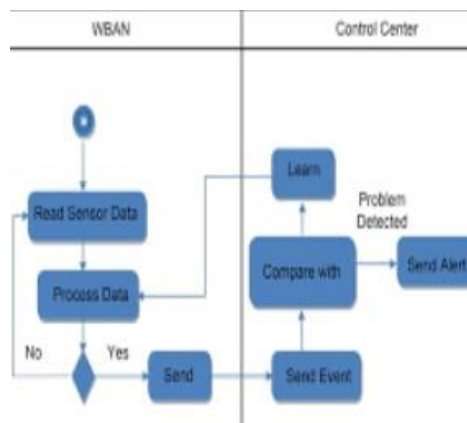 WBAN
Control Center
Learn
Problem
Detected
Read Sensor Data
Compare with
Send Alert
Process Data
No
Yes
Send
Send Event